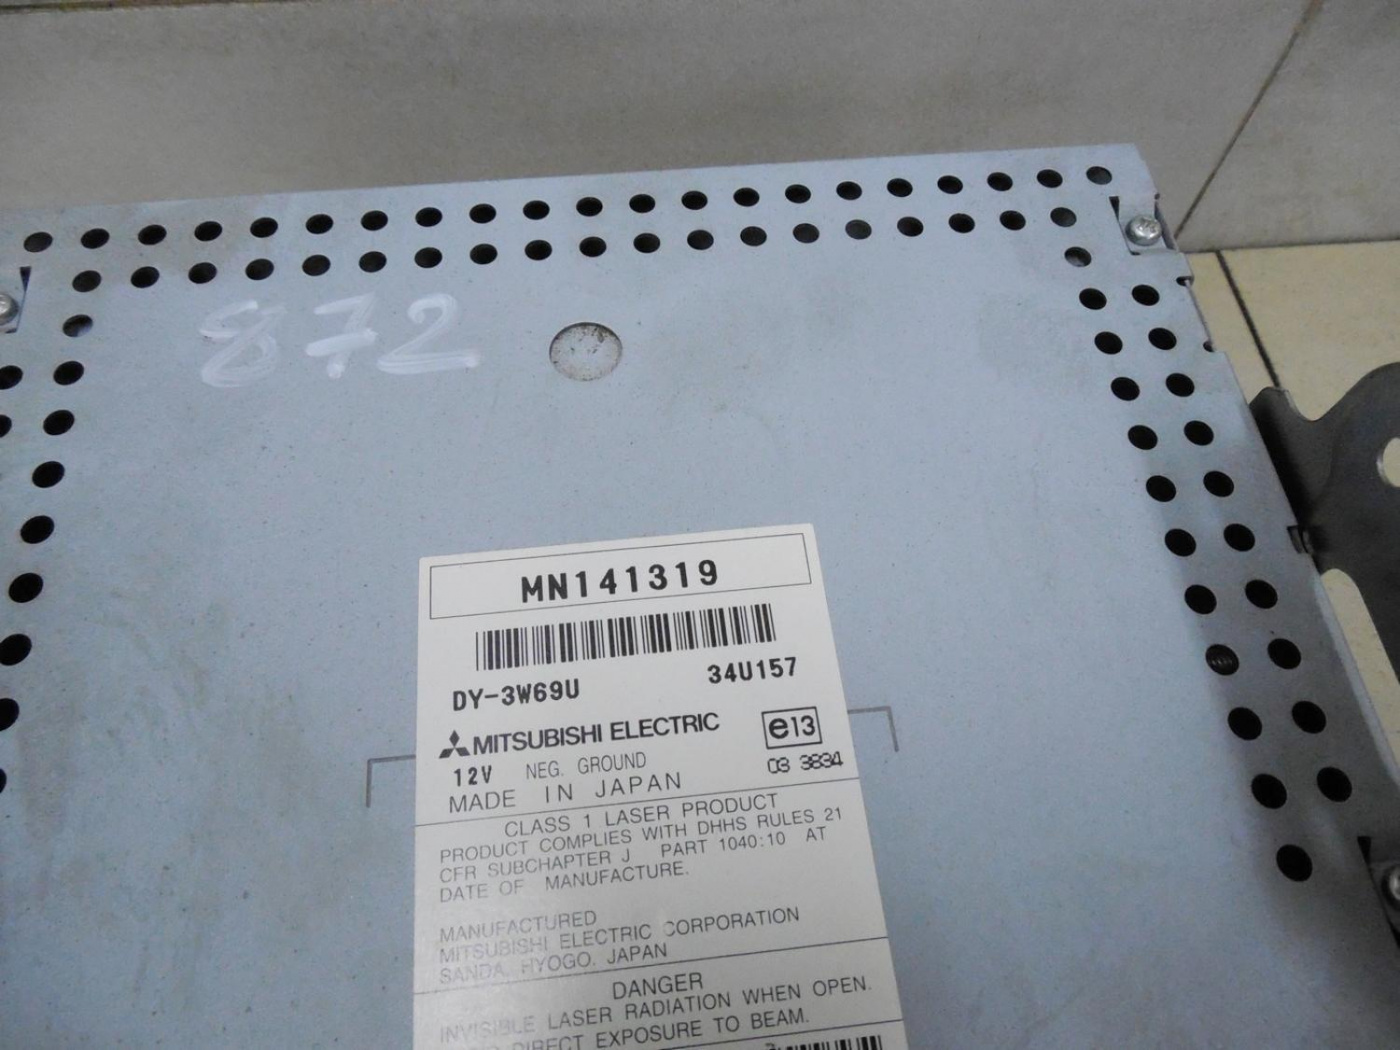 872
MN141319
DY-3W69U 34U157
MITSUBISHI ELECTRIC e13
12V NEG. GROUND 03 3834
MADE IN JAPAN
CLASS 1 LASER PRODUCT
PRODUCT COMPLIES WITH DHHS RULES 21
CFR SUBCHAPTER J PART 1040:10 AT
DATE OF MANUFACTURE.
MANUFACTURED
MITSUBISHI ELECTRIC CORPORATION
SANDA, HYOGO, JAPAN
DANGER
INVISIBLE LASER RADIATION WHEN OPEN.
DIRECT EXPOSURE TO BEAM.